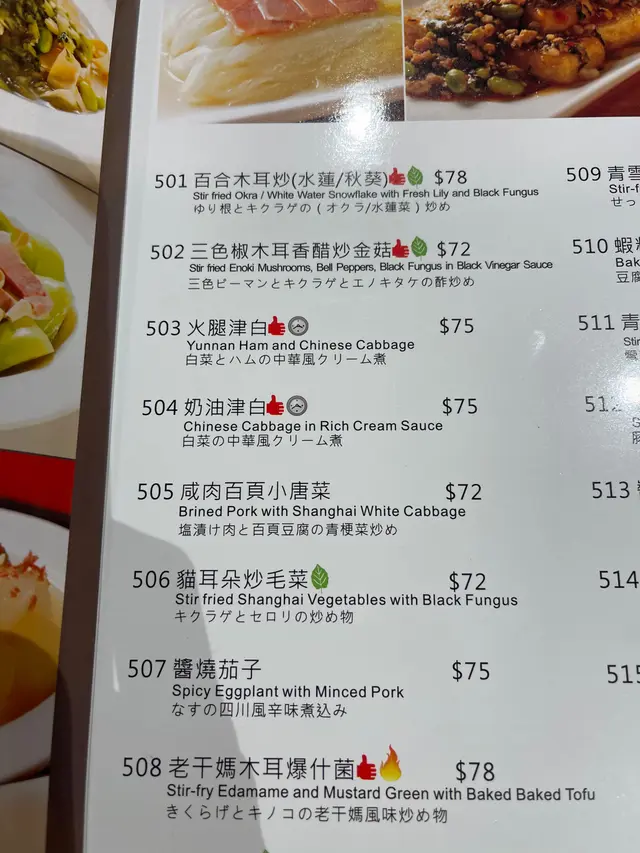 501 百合木耳炒(水蓮/秋葵) $78
Stir fried Okra / White Water Snowflake with Fresh Lily and Black Fungus
ゆり根とキクラゲの(オクラ/水蓮菜)炒め
502 三色椒木耳香醋炒金菇 $72
Stir fried Enoki Mushrooms, Bell Peppers, Black Fungus in Black Vinegar Sauce
三色ピーマンとキクラゲとエノキタケの酢炒め
503 火腿津白 $75
Yunnan Ham and Chinese Cabbage
白菜とハムの中華風クリーム煮
504 奶油津白 $75
Chinese Cabbage in Rich Cream Sauce
白菜の中華風クリーム煮
505 咸肉百頁小唐菜 $72
Brined Pork with Shanghai White Cabbage
塩漬け肉と百頁豆腐の青梗菜炒め
506 貓耳朵炒毛菜 $72
Stir fried Shanghai Vegetables with Black Fungus
キクラゲとセロリの炒め物
507 醬燒茄子 $75
Spicy Eggplant with Minced Pork
なすの四川風辛味煮込み
508 老干媽木耳爆什菌 $78
Stir-fry Edamame and Mustard Green with Baked Baked Tofu
きくらげとキノコの老干媽風味炒め物
509 青
Stir-f
せっ
510 蝦
Bak
豆腐
511 青
Stir
512
513
514
515